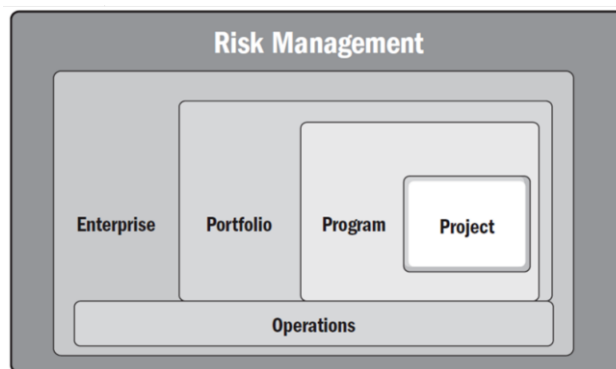 Risk Management
Enterprise
Portfolio
Program
Project
Operations